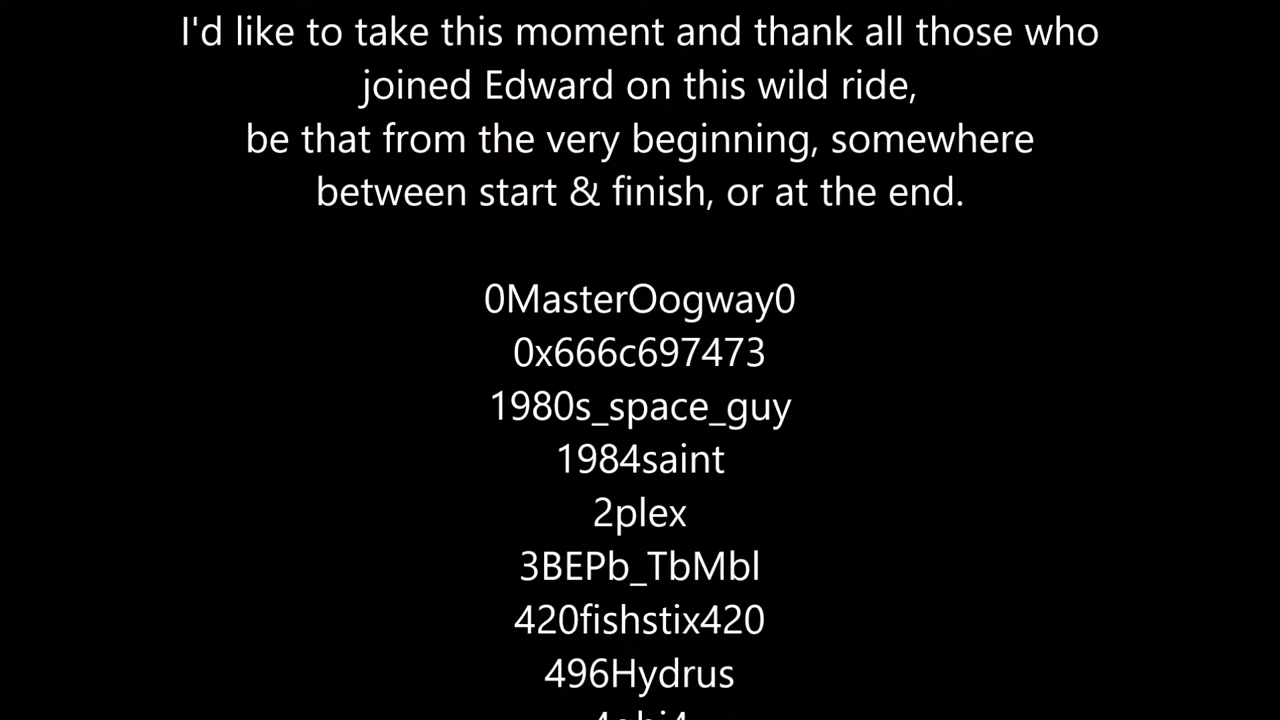 I'd like to take this moment and thank all those who
joined Edward on this wild ride,
be that from the very beginning, somewhere
between start & finish, or at the end.
0MasterOogway0
0x666c697473
1980s_space_guy
1984saint
2plex
3BEPb_TbMbl
420fishstix420
496Hydrus